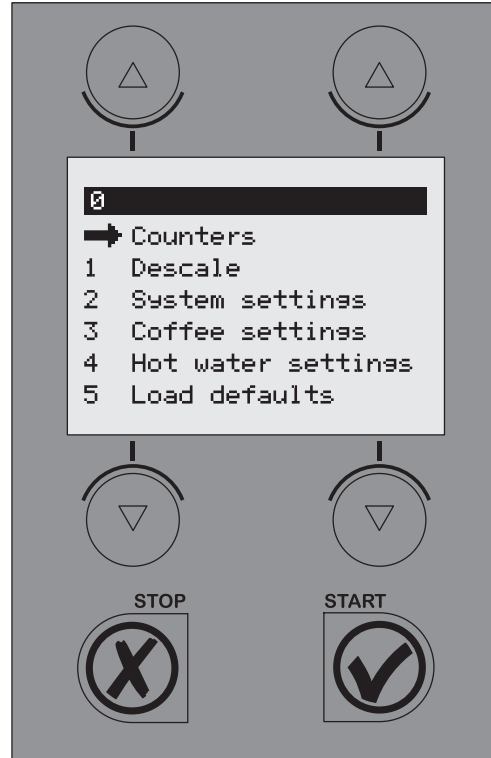 0
Counters
1 Descale
2 System settings
3 Coffee settings
4 Hot water settings
5 Load defaults
STOP START